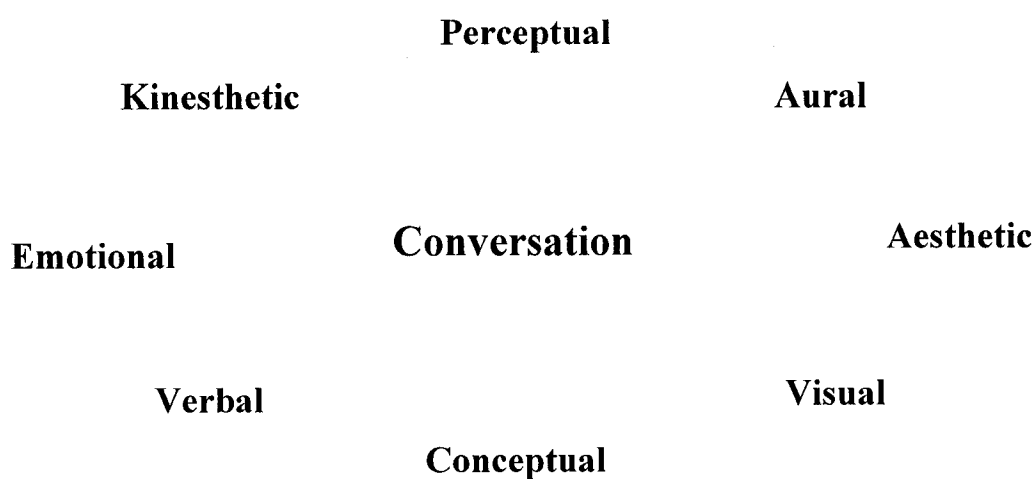 Perceptual
Kinesthetic Aural
Emotional Conversation Aesthetic
Verbal Visual
Conceptual